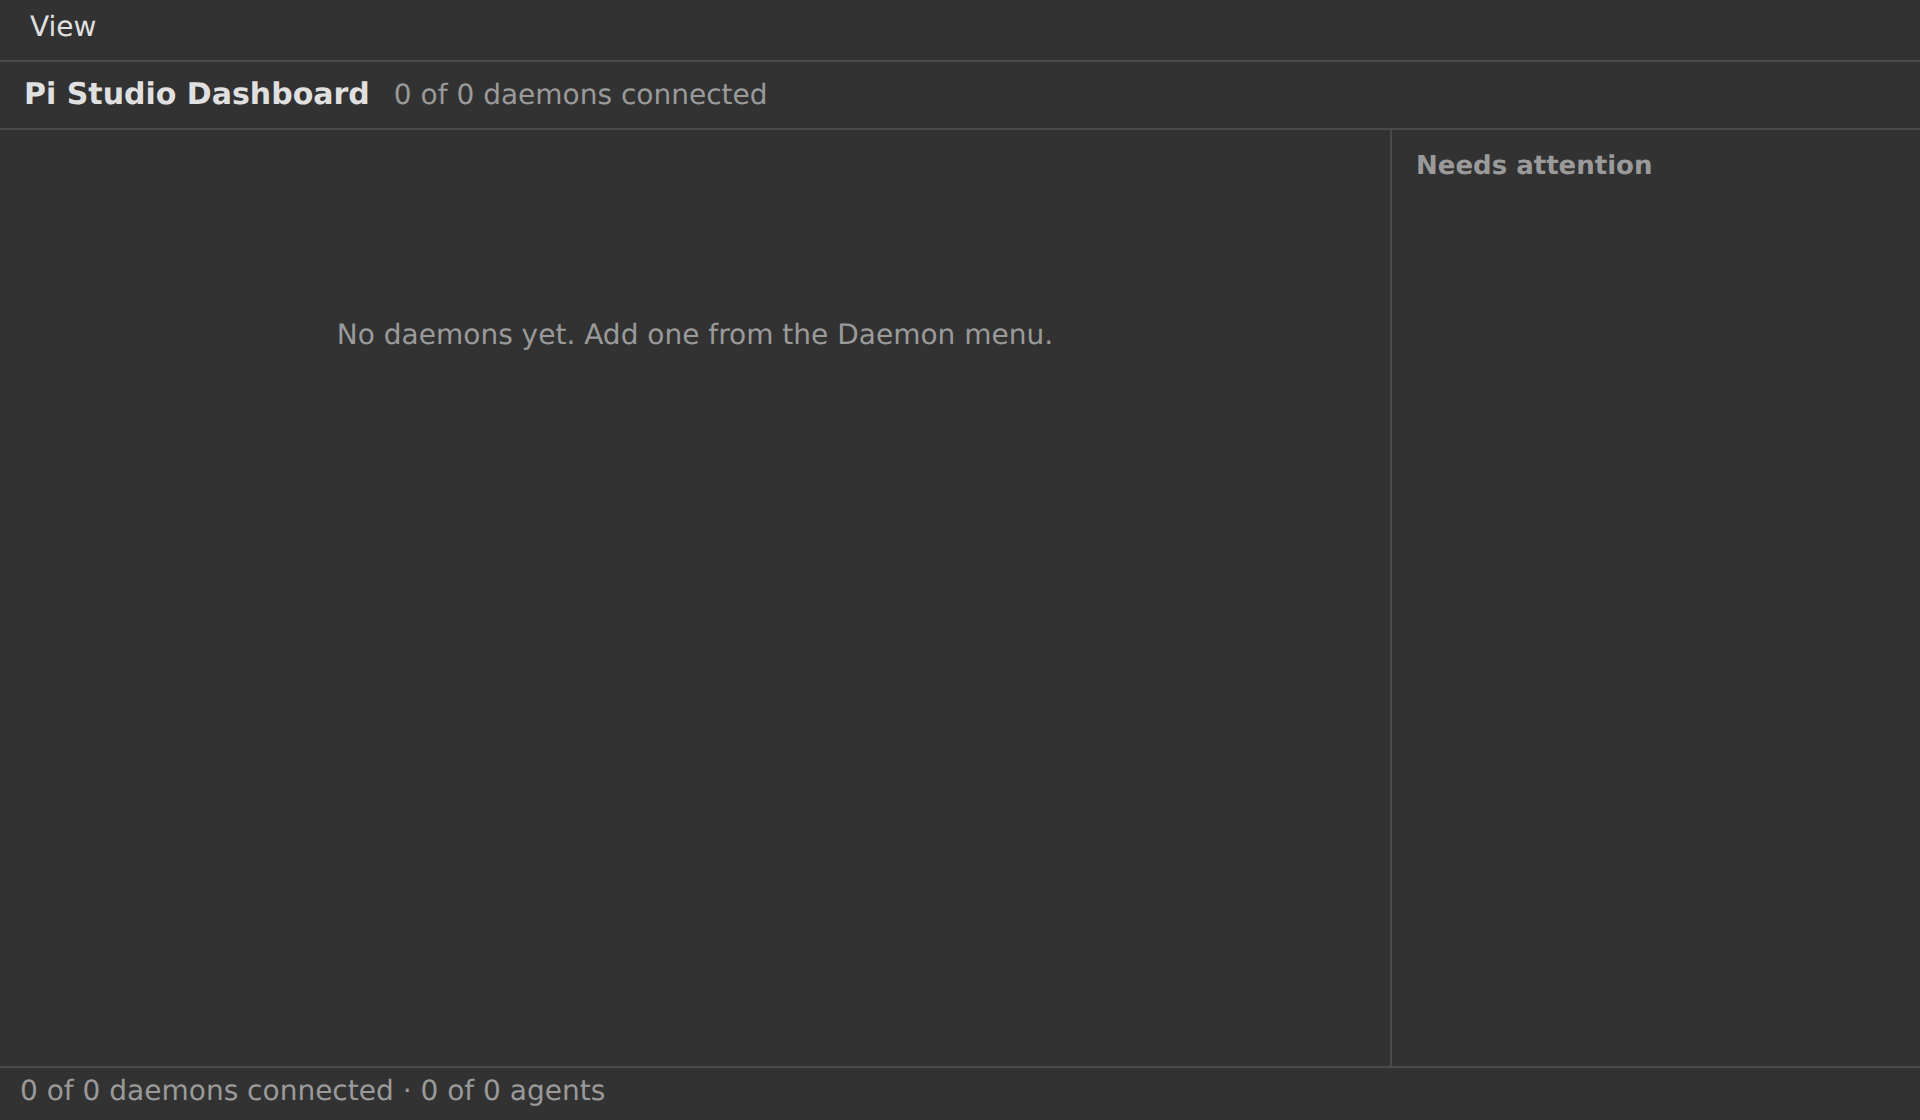 View
Pi Studio Dashboard 0 of 0 daemons connected
Needs attention
No daemons yet. Add one from the Daemon menu.
0 of 0 daemons connected · 0 of 0 agents